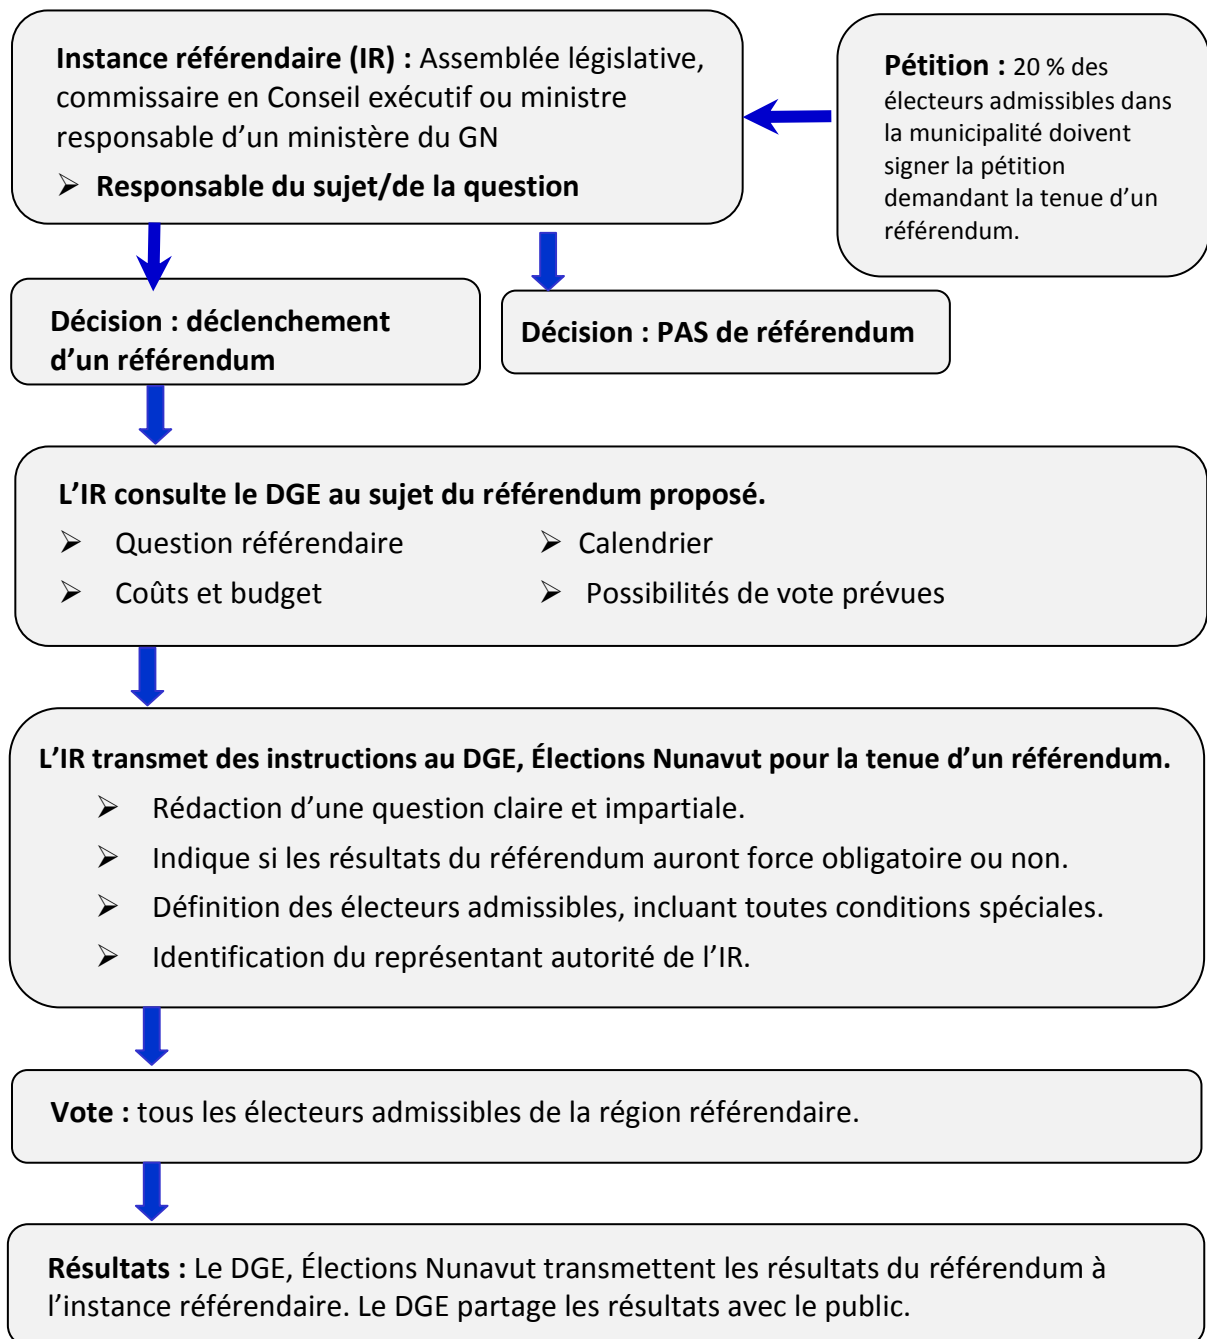 Instance référendaire (IR) : Assemblée législative,
commissaire en Conseil exécutif ou ministre
responsable d’un ministère du GN
➢ Responsable du sujet/de la question
Pétition : 20 % des
électeurs admissibles dans
la municipalité doivent
signer la pétition
demandant la tenue d’un
référendum.
Décision : déclenchement
d’un référendum
Décision : PAS de référendum
L’IR consulte le DGE au sujet du référendum proposé.
➢ Question référendaire
➢ Calendrier
➢ Coûts et budget
➢ Possibilités de vote prévues
L’IR transmet des instructions au DGE, Élections Nunavut pour la tenue d’un référendum.
➢ Rédaction d’une question claire et impartiale.
➢ Indique si les résultats du référendum auront force obligatoire ou non.
➢ Définition des électeurs admissibles, incluant toutes conditions spéciales.
➢ Identification du représentant autorité de l’IR.
Vote : tous les électeurs admissibles de la région référendaire.
Résultats : Le DGE, Élections Nunavut transmettent les résultats du référendum à
l’instance référendaire. Le DGE partage les résultats avec le public.